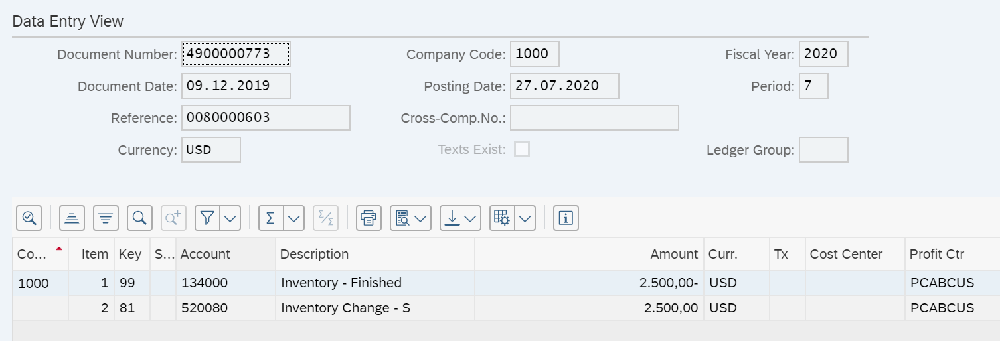 Data Entry View
Document Number: 4900000773 Company Code: 1000 Fiscal Year: 2020
Document Date: 09.12.2019 Posting Date: 27.07.2020 Period: 7
Reference: 0080000603 Cross-Comp.No.:
Currency: USD Texts Exist: Ledger Group:
Co... Item Key S... Account Description Amount Curr. Tx Cost Center Profit Ctr
1000 1 99 134000 Inventory - Finished 2.500,00- USD PCABCUS
2 81 520080 Inventory Change - S 2.500,00 USD PCABCUS